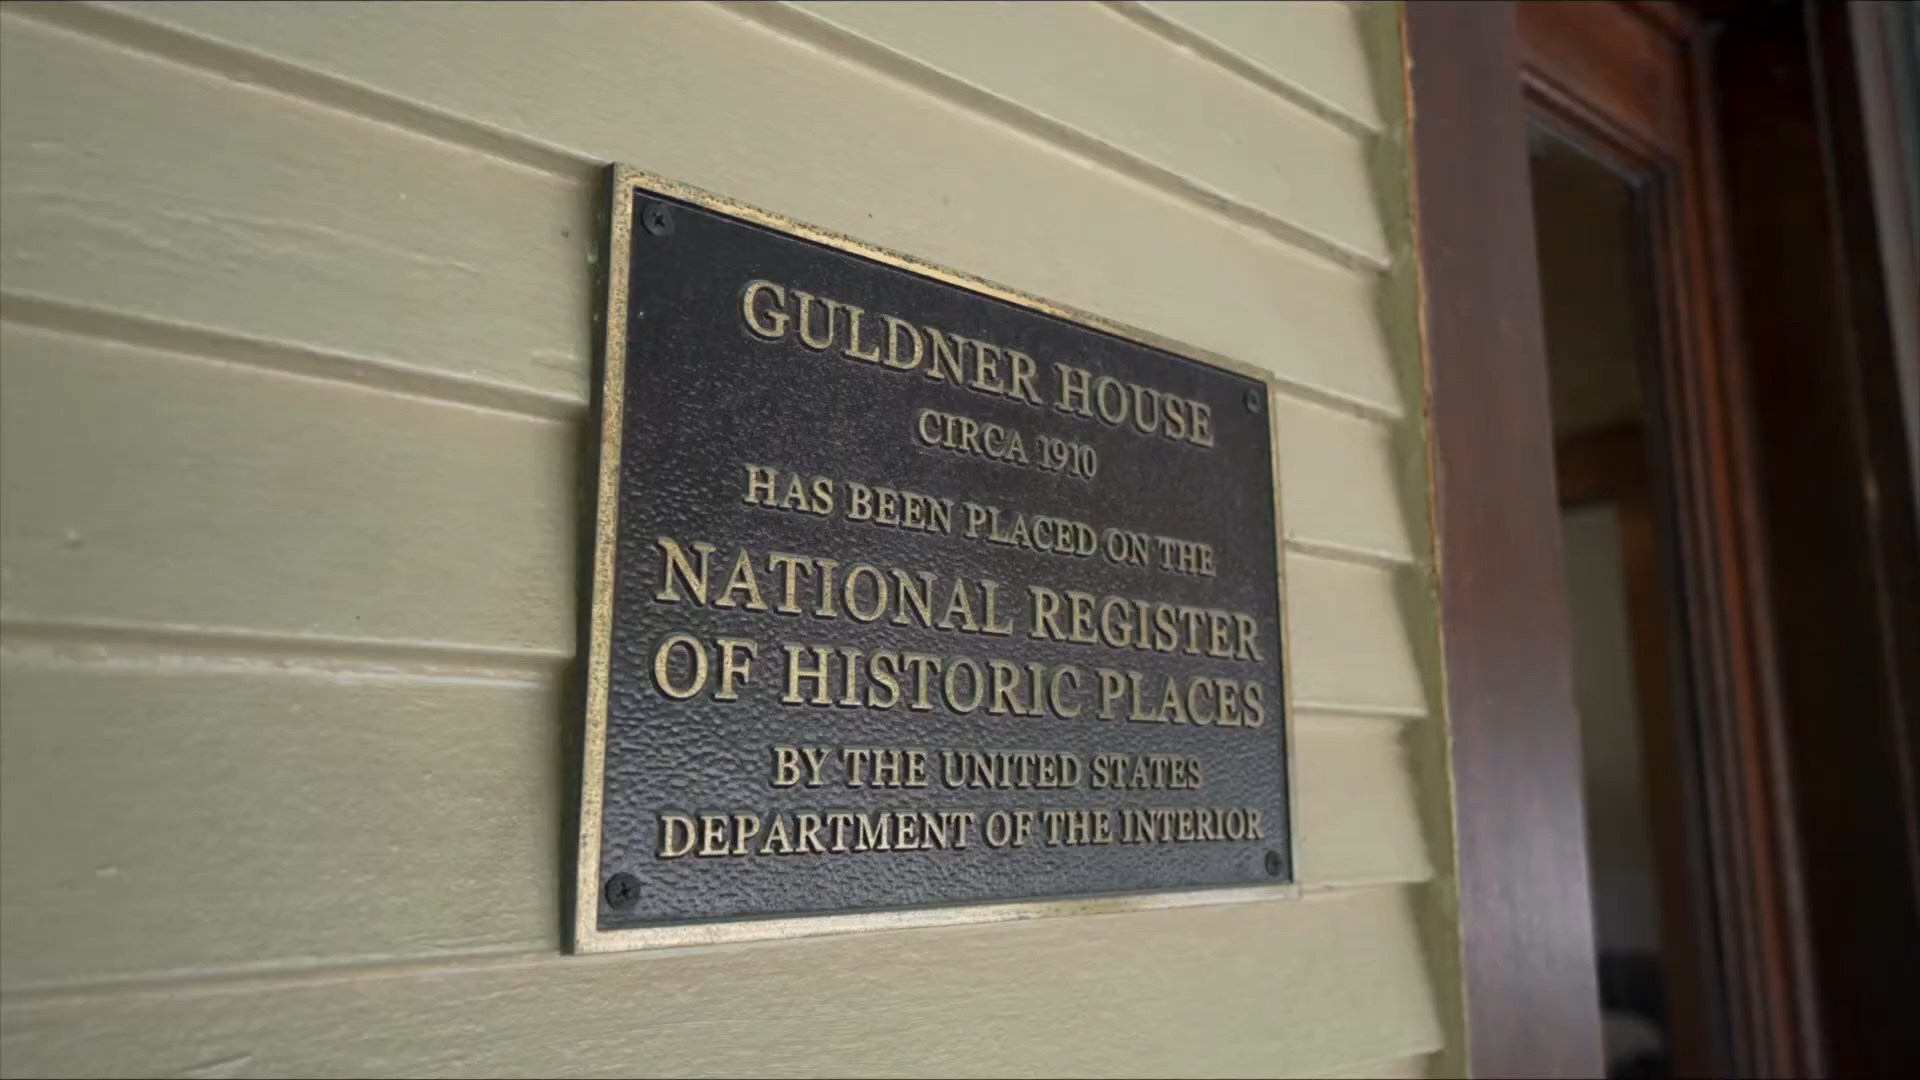 GULDNER HOUSE
CIRCA 1910
HAS BEEN PLACED ON THE
NATIONAL REGISTER
OF HISTORIC PLACES
BY THE UNITED STATES
DEPARTMENT OF THE INTERIOR